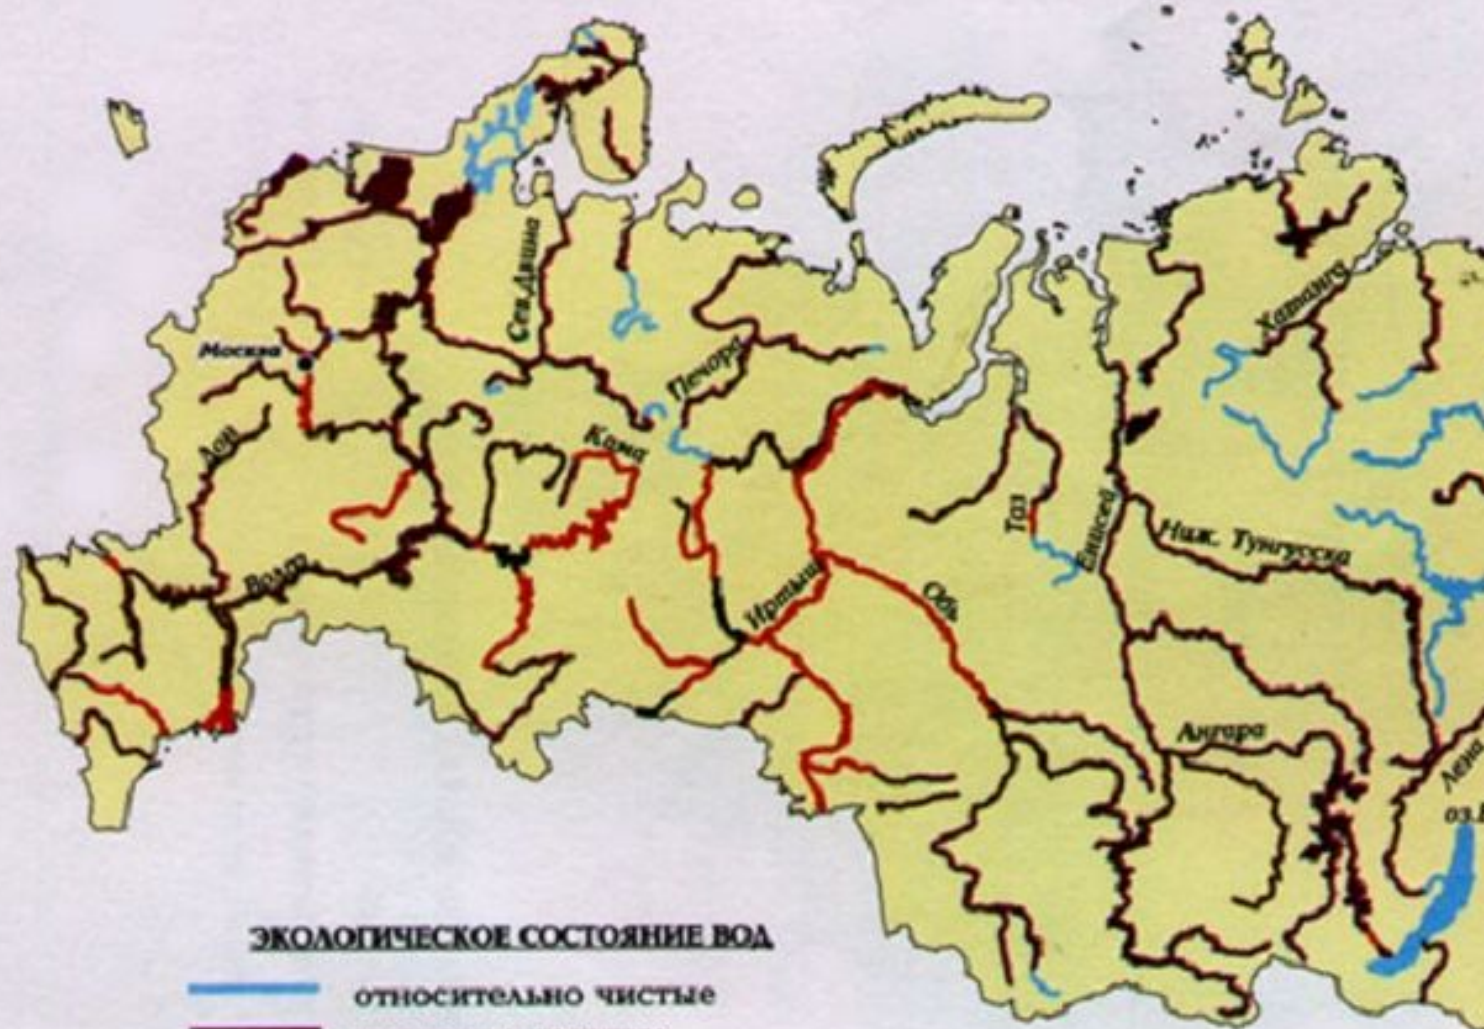 Хатанга
Сев.Двина
Москва
Печора
Кама
Дон
Таз
Енисей
Ниж. Тунгусска
Волга
Иртыш
Обь
Ангара
Лена
оз.
ЭКОЛОГИЧЕСКОЕ СОСТОЯНИЕ ВОД
относительно чистые